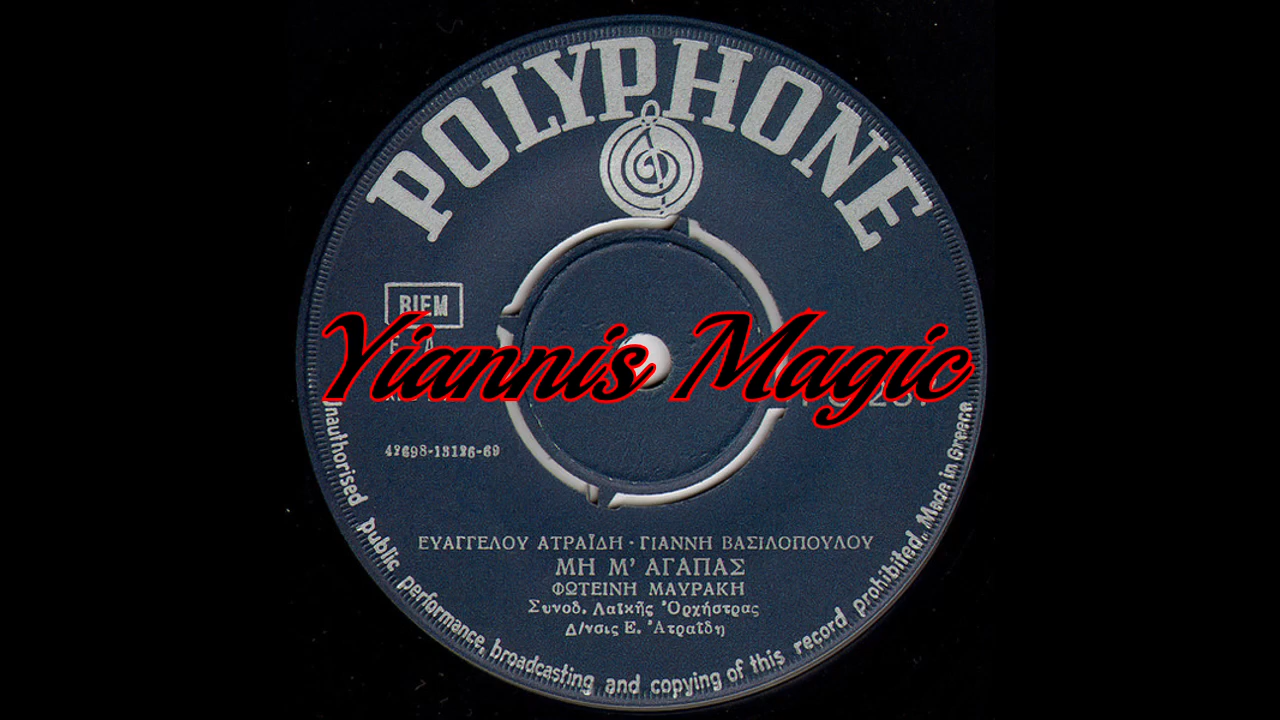 POLYPHONE
BIEM
Yiannis Magic
42698-13126-69
ΕΥΑΓΓΕΛΟΥ ΑΤΡΑΪΔΗ · ΓΙΑΝΝΗ ΒΑΣΙΛΟΠΟΥΛΟΥ
ΜΗ Μ' ΑΓΑΠΑΣ
ΦΩΤΕΙΝΗ ΜΑΥΡΑΚΗ
Συνοδ. Λαϊκῆς Ὀρχήστρας
Δ/νσις Ε. Ἀτραΐδη
Unauthorised public performance, broadcasting and copying of this record prohibited. Made in Greece